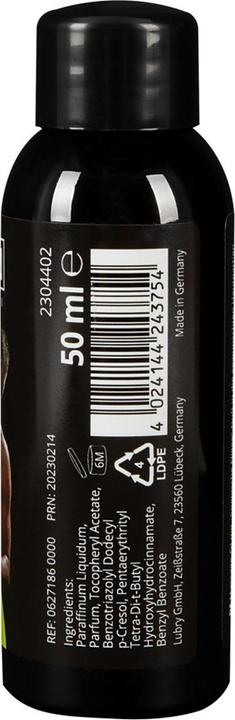 REF: 0627186 0000 PRN: 20230214 2304402
Ingredients:
Paraffinum Liquidum,
Parfum, Tocopheryl Acetate,
Benzotriazolyl Dodecyl
p-Cresol, Pentaerythrityl
Tetra-Di-t-Butyl
Hydroxyhydrocinnamate,
Benzyl Benzoate
Lubry GmbH, Zeißstraße 7, 23560 Lübeck, Germany
6M
4
LDPE
50 ml e
4 024144 243754
Made in Germany